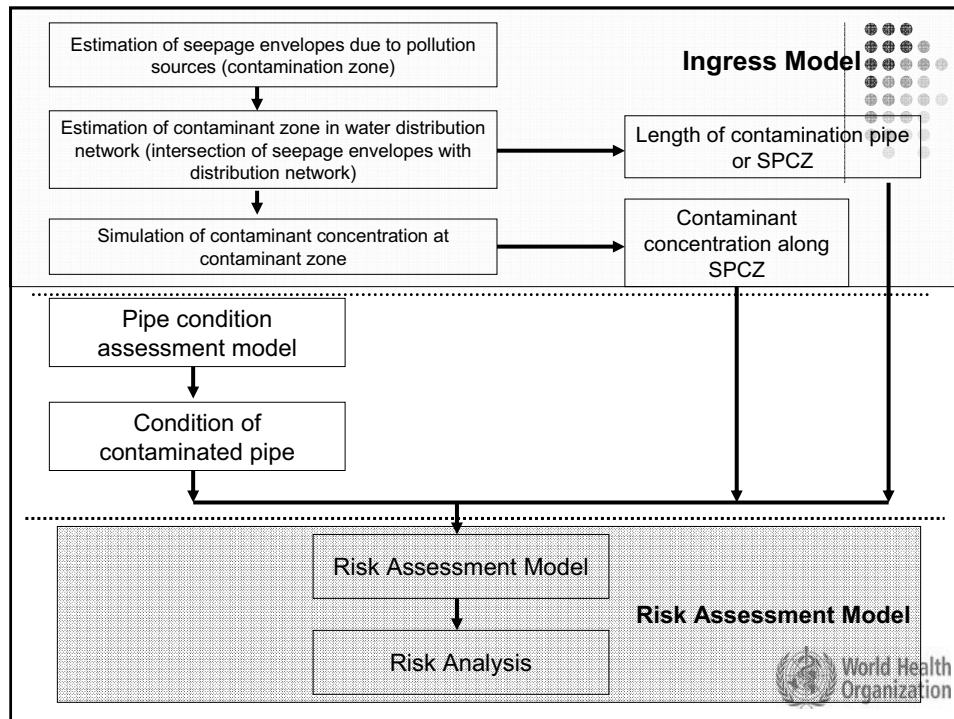 Estimation of seepage envelopes due to pollution
sources (contamination zone)
Ingress Model
Estimation of contaminant zone in water distribution
network (intersection of seepage envelopes with
distribution network)
Length of contamination pipe
or SPCZ
Simulation of contaminant concentration at
contaminant zone
Contaminant
concentration along
SPCZ
Pipe condition
assessment model
Condition of
contaminated pipe
Risk Assessment Model
Risk Assessment Model
Risk Analysis
World Health
Organization